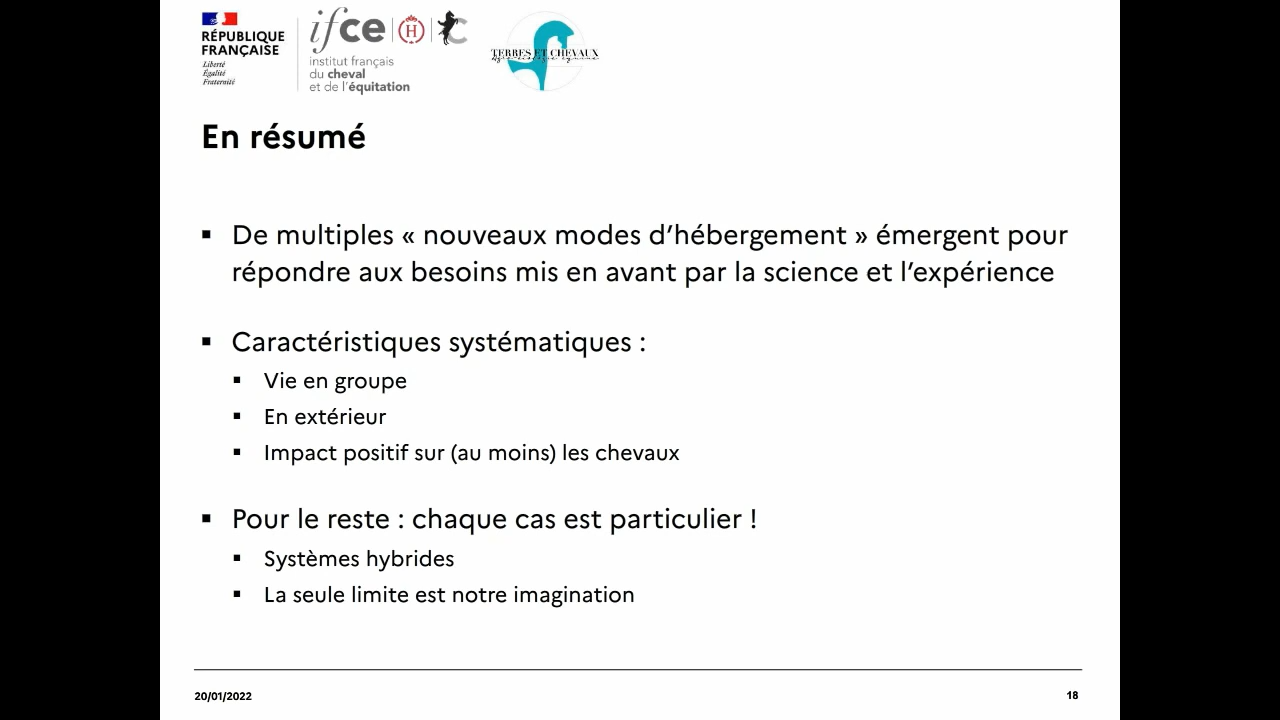 RÉPUBLIQUE
FRANÇAISE
Liberté
Égalité
Fraternité
ifce
H
institut français
du cheval
et de l'équitation
TERRES ET CHEVAUX
En résumé
▪ De multiples « nouveaux modes d'hébergement » émergent pour
répondre aux besoins mis en avant par la science et l'expérience
▪ Caractéristiques systématiques :
▪ Vie en groupe
▪ En extérieur
▪ Impact positif sur (au moins) les chevaux
▪ Pour le reste : chaque cas est particulier !
▪ Systèmes hybrides
▪ La seule limite est notre imagination
20/01/2022
18